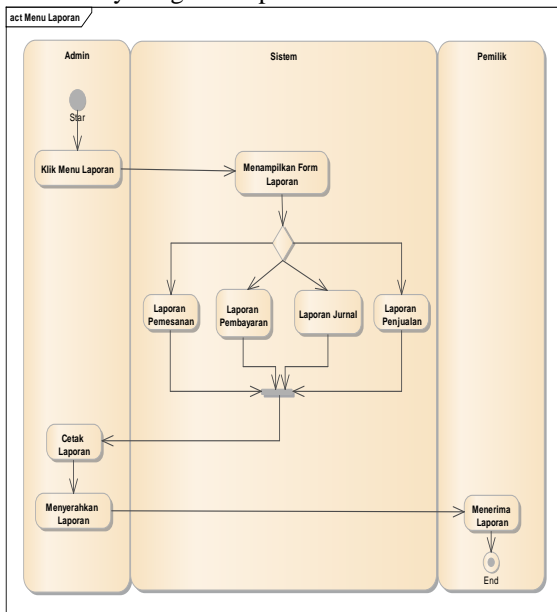 act Menu Laporan
Admin
Sistem
Pemilik
Star
Klik Menu Laporan
Menampilkan Form
Laporan
Laporan
Pemesanan
Laporan
Pembayaran
Laporan Jurnal
Laporan
Penjualan
Cetak
Laporan
Menyerahkan
Laporan
Menerima
Laporan
End